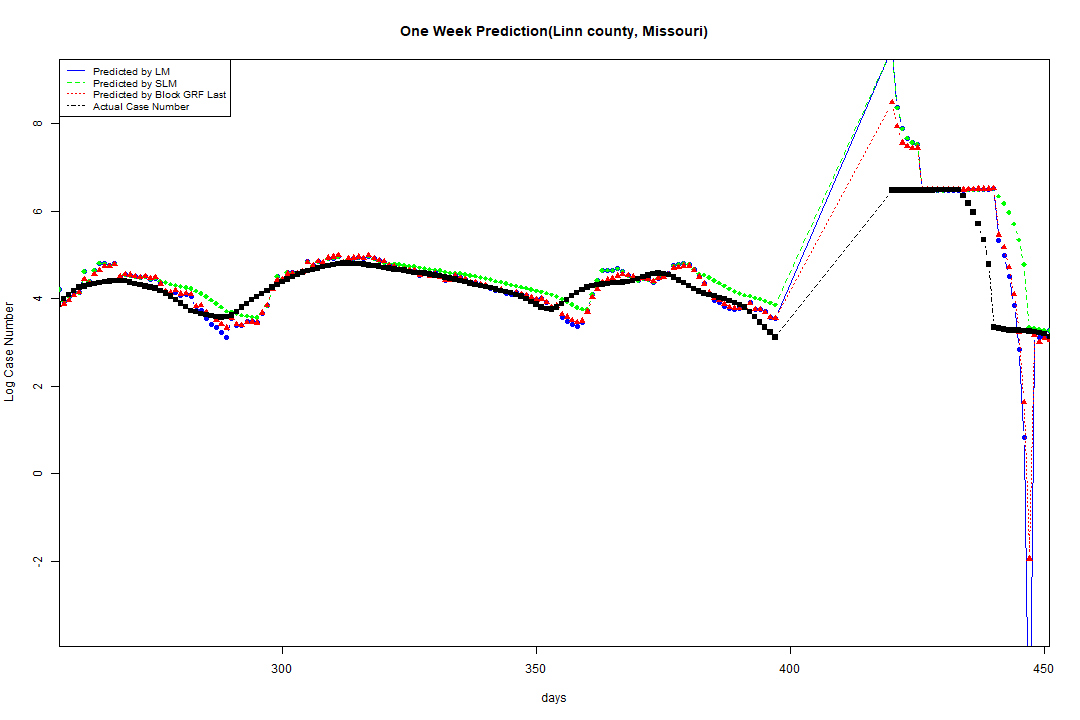 One Week Prediction(Linn county, Missouri)
Predicted by LM
Predicted by SLM
Predicted by Block GRF Last
Actual Case Number
8
6
4
2
0
-2
Log Case Number
300 350 400 450
days